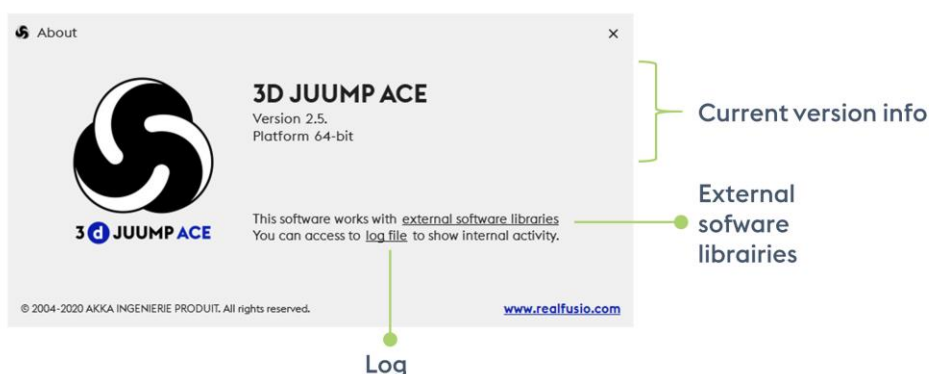 About
3D JUUMP ACE
Version 2.5.
Platform 64-bit
Current version info
3 d JUUMP ACE
This software works with external software libraries
You can access to log file to show internal activity.
External
sofware
librairies
© 2004-2020 AKKA INGENIERIE PRODUIT. All rights reserved.
www.realfusio.com
Log